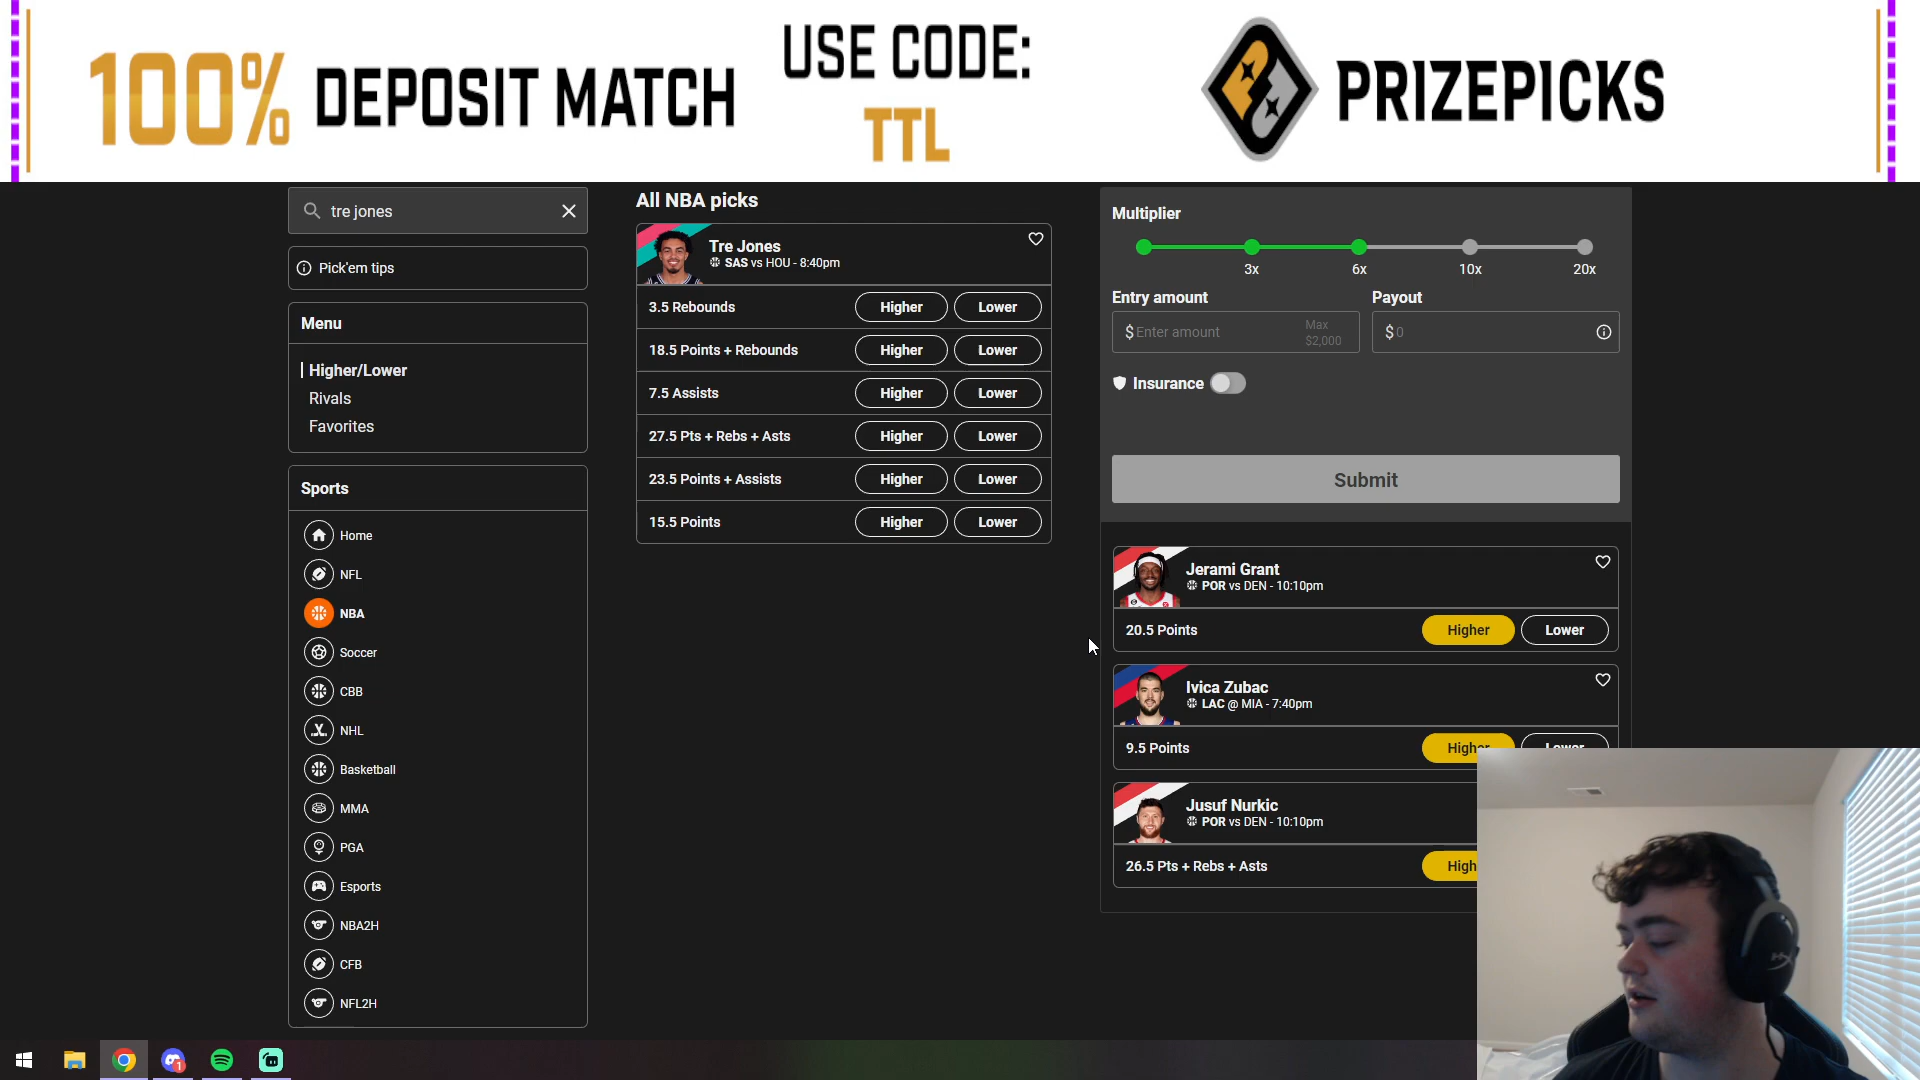 100% DEPOSIT MATCH
USE CODE:
TTL
PRIZEPICKS
tre jones
Pick'em tips
Menu
Higher/Lower
Rivals
Favorites
Sports
Home
NFL
NBA
Soccer
CBB
NHL
Basketball
MMA
PGA
Esports
NBA2H
CFB
NFL2H
All NBA picks
Tre Jones
SAS vs HOU - 8:40pm
3.5 Rebounds Higher Lower
18.5 Points + Rebounds Higher Lower
7.5 Assists Higher Lower
27.5 Pts + Rebs + Asts Higher Lower
23.5 Points + Assists Higher Lower
15.5 Points Higher Lower
Multiplier
3x 6x 10x 20x
Entry amount Payout
$ Enter amount Max $2,000 $ 0
Insurance
Submit
Jerami Grant
POR vs DEN - 10:10pm
20.5 Points Higher Lower
Ivica Zubac
LAC @ MIA - 7:40pm
9.5 Points Higher Lower
Jusuf Nurkic
POR vs DEN - 10:10pm
26.5 Pts + Rebs + Asts High
1